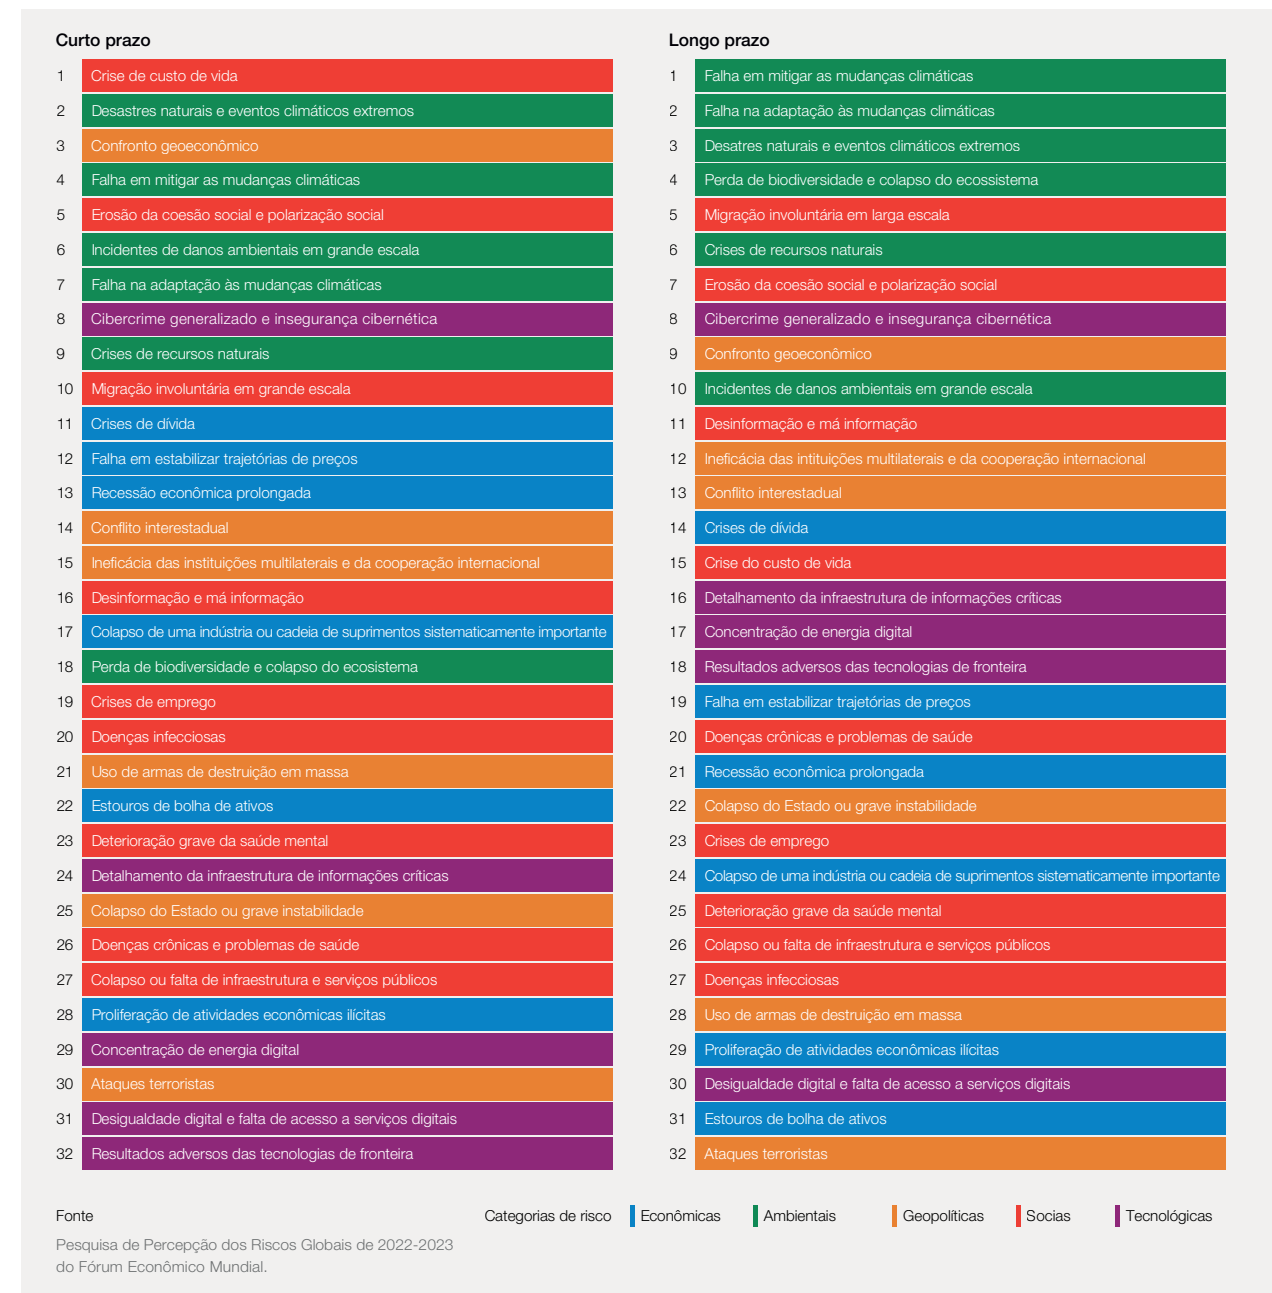 Curto prazo
1 Crise de custo de vida
2 Desastres naturais e eventos climáticos extremos
3 Confronto geoeconômico
4 Falha em mitigar as mudanças climáticas
5 Erosão da coesão social e polarização social
6 Incidentes de danos ambientais em grande escala
7 Falha na adaptação às mudanças climáticas
8 Cibercrime generalizado e insegurança cibernética
9 Crises de recursos naturais
10 Migração involuntária em grande escala
11 Crises de dívida
12 Falha em estabilizar trajetórias de preços
13 Recessão econômica prolongada
14 Conflito interestadual
15 Ineficácia das instituições multilaterais e da cooperação internacional
16 Desinformação e má informação
17 Colapso de uma indústria ou cadeia de suprimentos sistematicamente importante
18 Perda de biodiversidade e colapso do ecosistema
19 Crises de emprego
20 Doenças infecciosas
21 Uso de armas de destruição em massa
22 Estouros de bolha de ativos
23 Deterioração grave da saúde mental
24 Detalhamento da infraestrutura de informações críticas
25 Colapso do Estado ou grave instabilidade
26 Doenças crônicas e problemas de saúde
27 Colapso ou falta de infraestrutura e serviços públicos
28 Proliferação de atividades econômicas ilícitas
29 Concentração de energia digital
30 Ataques terroristas
31 Desigualdade digital e falta de acesso a serviços digitais
32 Resultados adversos das tecnologias de fronteira
Longo prazo
1 Falha em mitigar as mudanças climáticas
2 Falha na adaptação às mudanças climáticas
3 Desatres naturais e eventos climáticos extremos
4 Perda de biodiversidade e colapso do ecossistema
5 Migração involuntária em larga escala
6 Crises de recursos naturais
7 Erosão da coesão social e polarização social
8 Cibercrime generalizado e insegurança cibernética
9 Confronto geoeconômico
10 Incidentes de danos ambientais em grande escala
11 Desinformação e má informação
12 Ineficácia das intituições multilaterais e da cooperação internacional
13 Conflito interestadual
14 Crises de dívida
15 Crise do custo de vida
16 Detalhamento da infraestrutura de informações críticas
17 Concentração de energia digital
18 Resultados adversos das tecnologias de fronteira
19 Falha em estabilizar trajetórias de preços
20 Doenças crônicas e problemas de saúde
21 Recessão econômica prolongada
22 Colapso do Estado ou grave instabilidade
23 Crises de emprego
24 Colapso de uma indústria ou cadeia de suprimentos sistematicamente importante
25 Deterioração grave da saúde mental
26 Colapso ou falta de infraestrutura e serviços públicos
27 Doenças infecciosas
28 Uso de armas de destruição em massa
29 Proliferação de atividades econômicas ilícitas
30 Desigualdade digital e falta de acesso a serviços digitais
31 Estouros de bolha de ativos
32 Ataques terroristas
Fonte
Pesquisa de Percepção dos Riscos Globais de 2022-2023
do Fórum Econômico Mundial.
Categorias de risco Econômicas Ambientais Geopolíticas Socias Tecnológicas